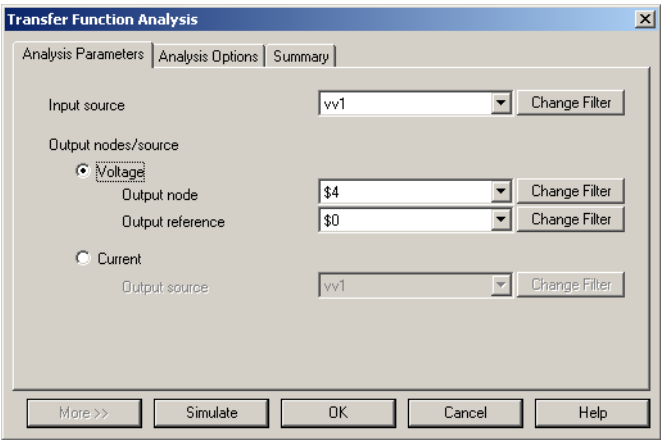 Transfer Function Analysis
Analysis Parameters Analysis Options Summary
Input source vv1 Change Filter
Output nodes/source
Voltage
Output node $4 Change Filter
Output reference $0 Change Filter
Current
Output source vv1 Change Filter
More >> Simulate OK Cancel Help